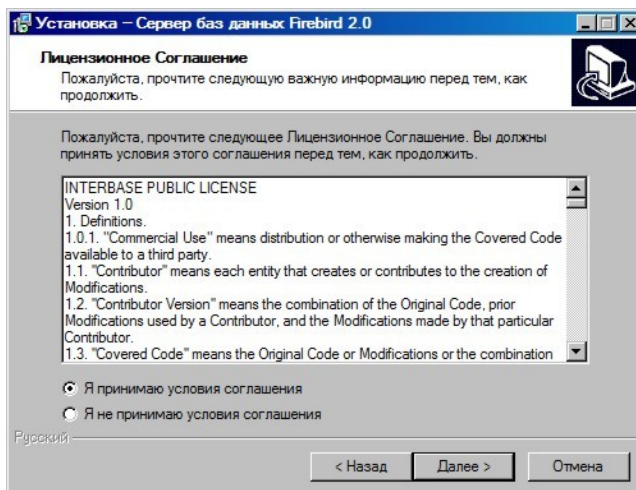 Установка – Сервер баз данных Firebird 2.0
Лицензионное Соглашение
Пожалуйста, прочтите следующую важную информацию перед тем, как
продолжить.
Пожалуйста, прочтите следующее Лицензионное Соглашение. Вы должны
принять условия этого соглашения перед тем, как продолжить.
INTERBASE PUBLIC LICENSE
Version 1.0
1. Definitions.
1.0.1. "Commercial Use" means distribution or otherwise making the Covered Code
available to a third party.
1.1. "Contributor" means each entity that creates or contributes to the creation of
Modifications.
1.2. "Contributor Version" means the combination of the Original Code, prior
Modifications used by a Contributor, and the Modifications made by that particular
Contributor.
1.3. "Covered Code" means the Original Code or Modifications or the combination
Я принимаю условия соглашения
Я не принимаю условия соглашения
Русский
< Назад
Далее >
Отмена